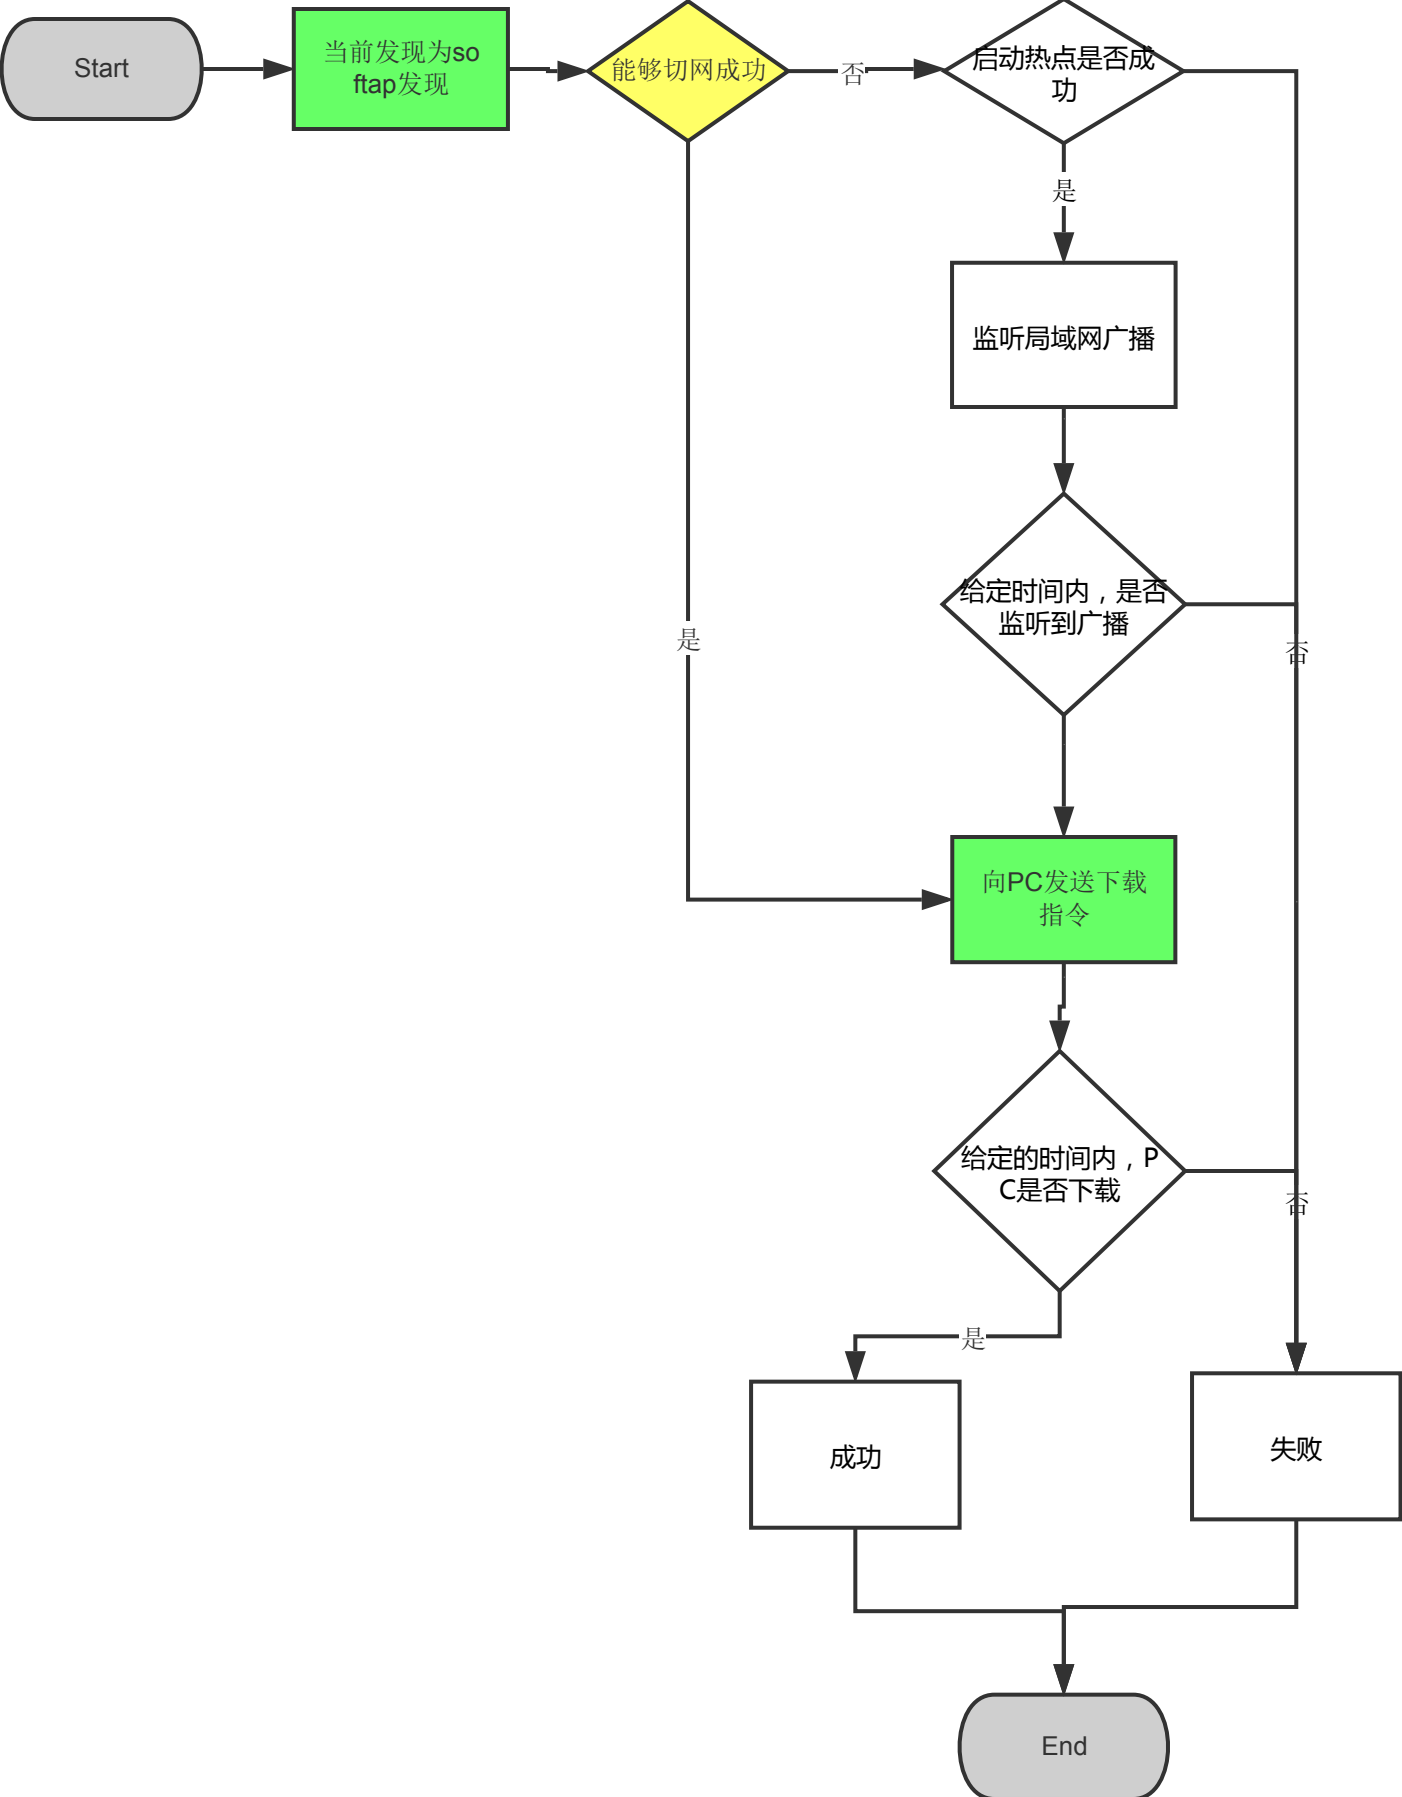 Start
当前发现为so
ftap发现
能够切网成功
否
启动热点是否成
功
是
监听局域网广播
给定时间内，是否
监听到广播
是
否
向PC发送下载
指令
给定的时间内，P
C是否下载
否
是
成功
失败
End